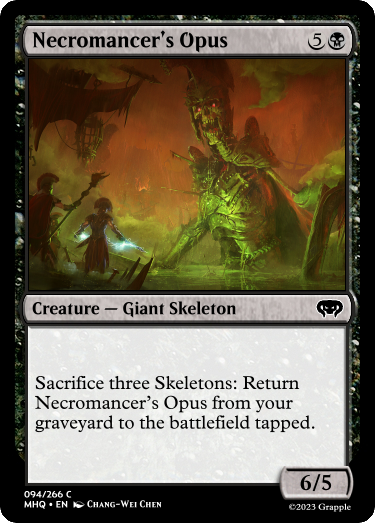 Necromancer's Opus 5
Creature — Giant Skeleton
Sacrifice three Skeletons: Return
Necromancer's Opus from your
graveyard to the battlefield tapped.
6/5
094/266 C
MHQ • EN Chang-Wei Chen
©2023 Grapple